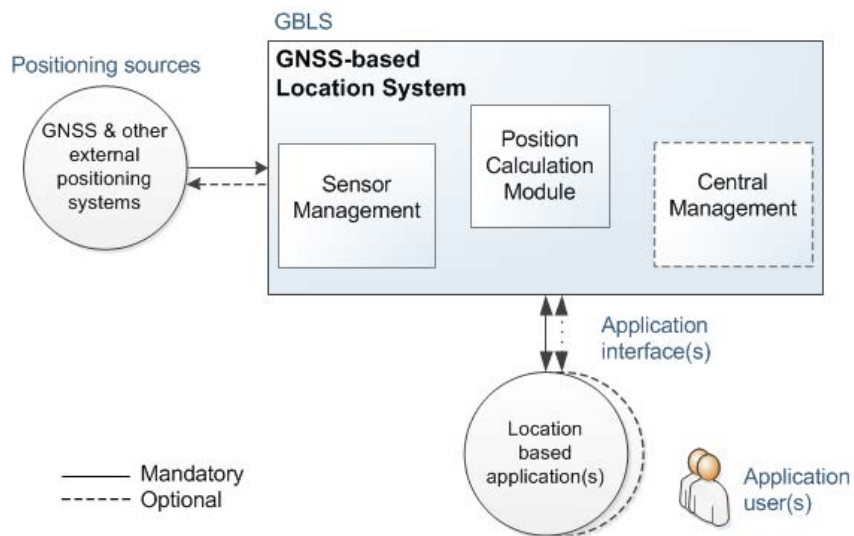 GBLS
Positioning sources
GNSS & other
external
positioning
systems
GNSS-based
Location System
Sensor
Management
Position
Calculation
Module
Central
Management
Application
interface(s)
Location
based
application(s)
Mandatory
Optional
Application
user(s)